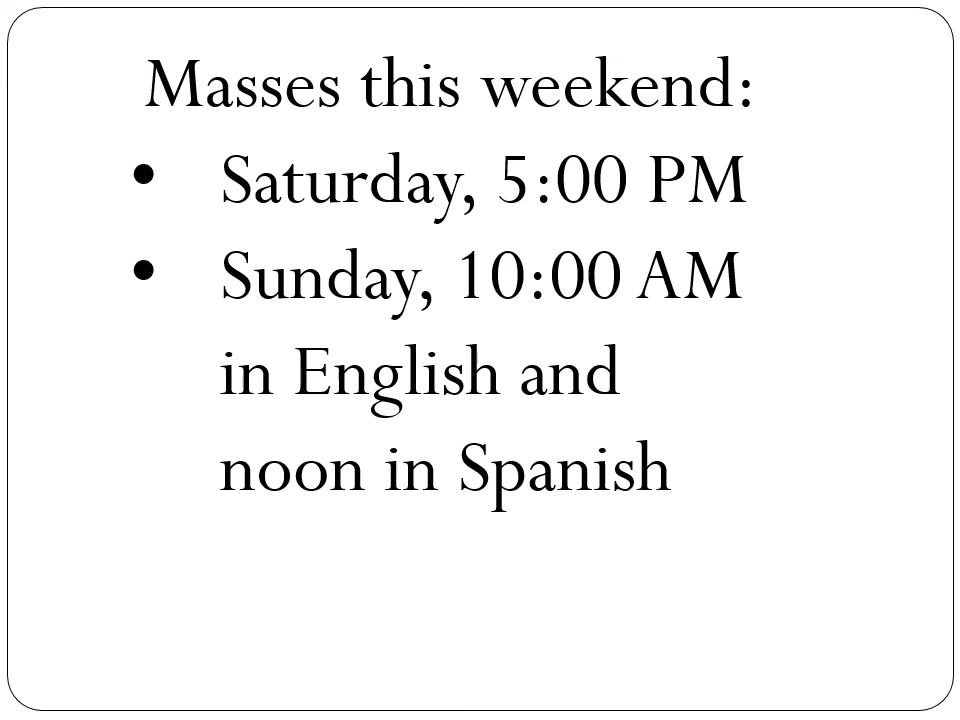 Masses this weekend:
• Saturday, 5:00 PM
• Sunday, 10:00 AM
in English and
noon in Spanish